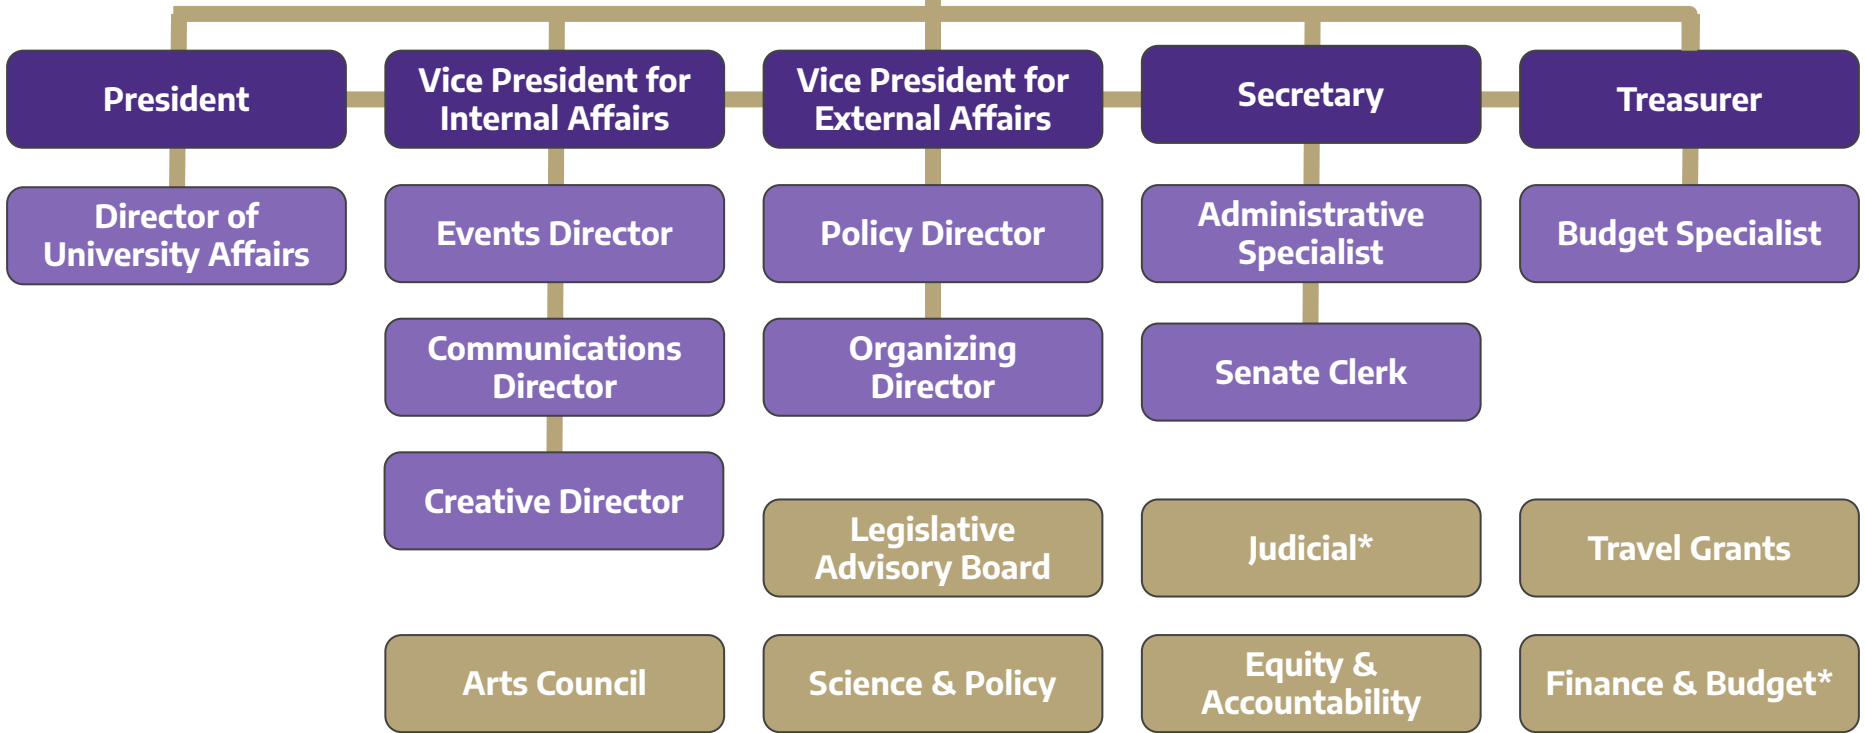 President
Vice President for
Internal Affairs
Vice President for
External Affairs
Secretary
Treasurer
Director of
University Affairs
Events Director
Policy Director
Administrative
Specialist
Budget Specialist
Communications
Director
Organizing
Director
Senate Clerk
Creative Director
Legislative
Advisory Board
Judicial*
Travel Grants
Arts Council
Science & Policy
Equity &
Accountability
Finance & Budget*